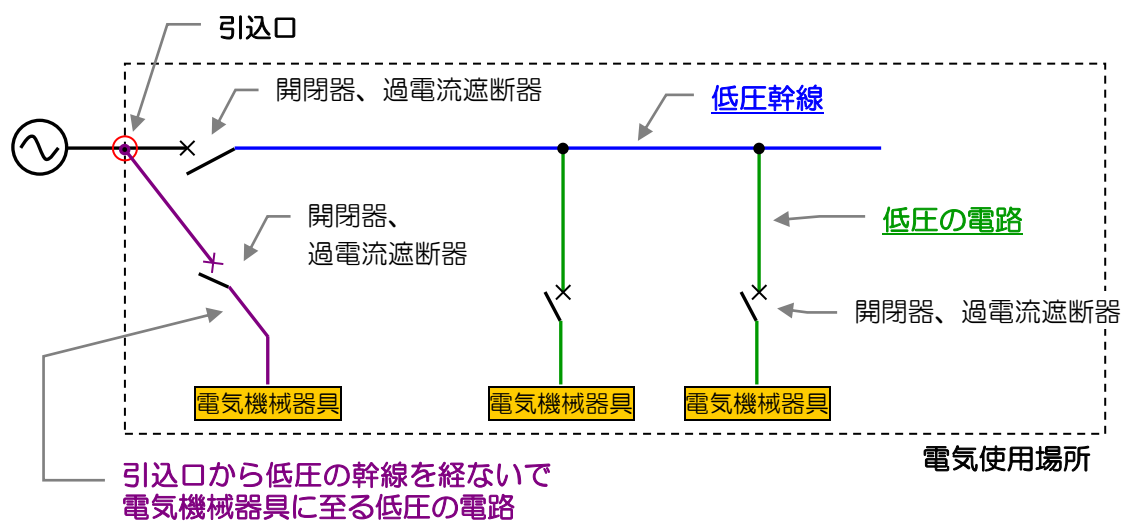 引込口
開閉器、過電流遮断器
低圧幹線
開閉器、
過電流遮断器
低圧の電路
開閉器、過電流遮断器
電気機械器具
電気機械器具
電気機械器具
電気使用場所
引込口から低圧の幹線を経ないで
電気機械器具に至る低圧の電路